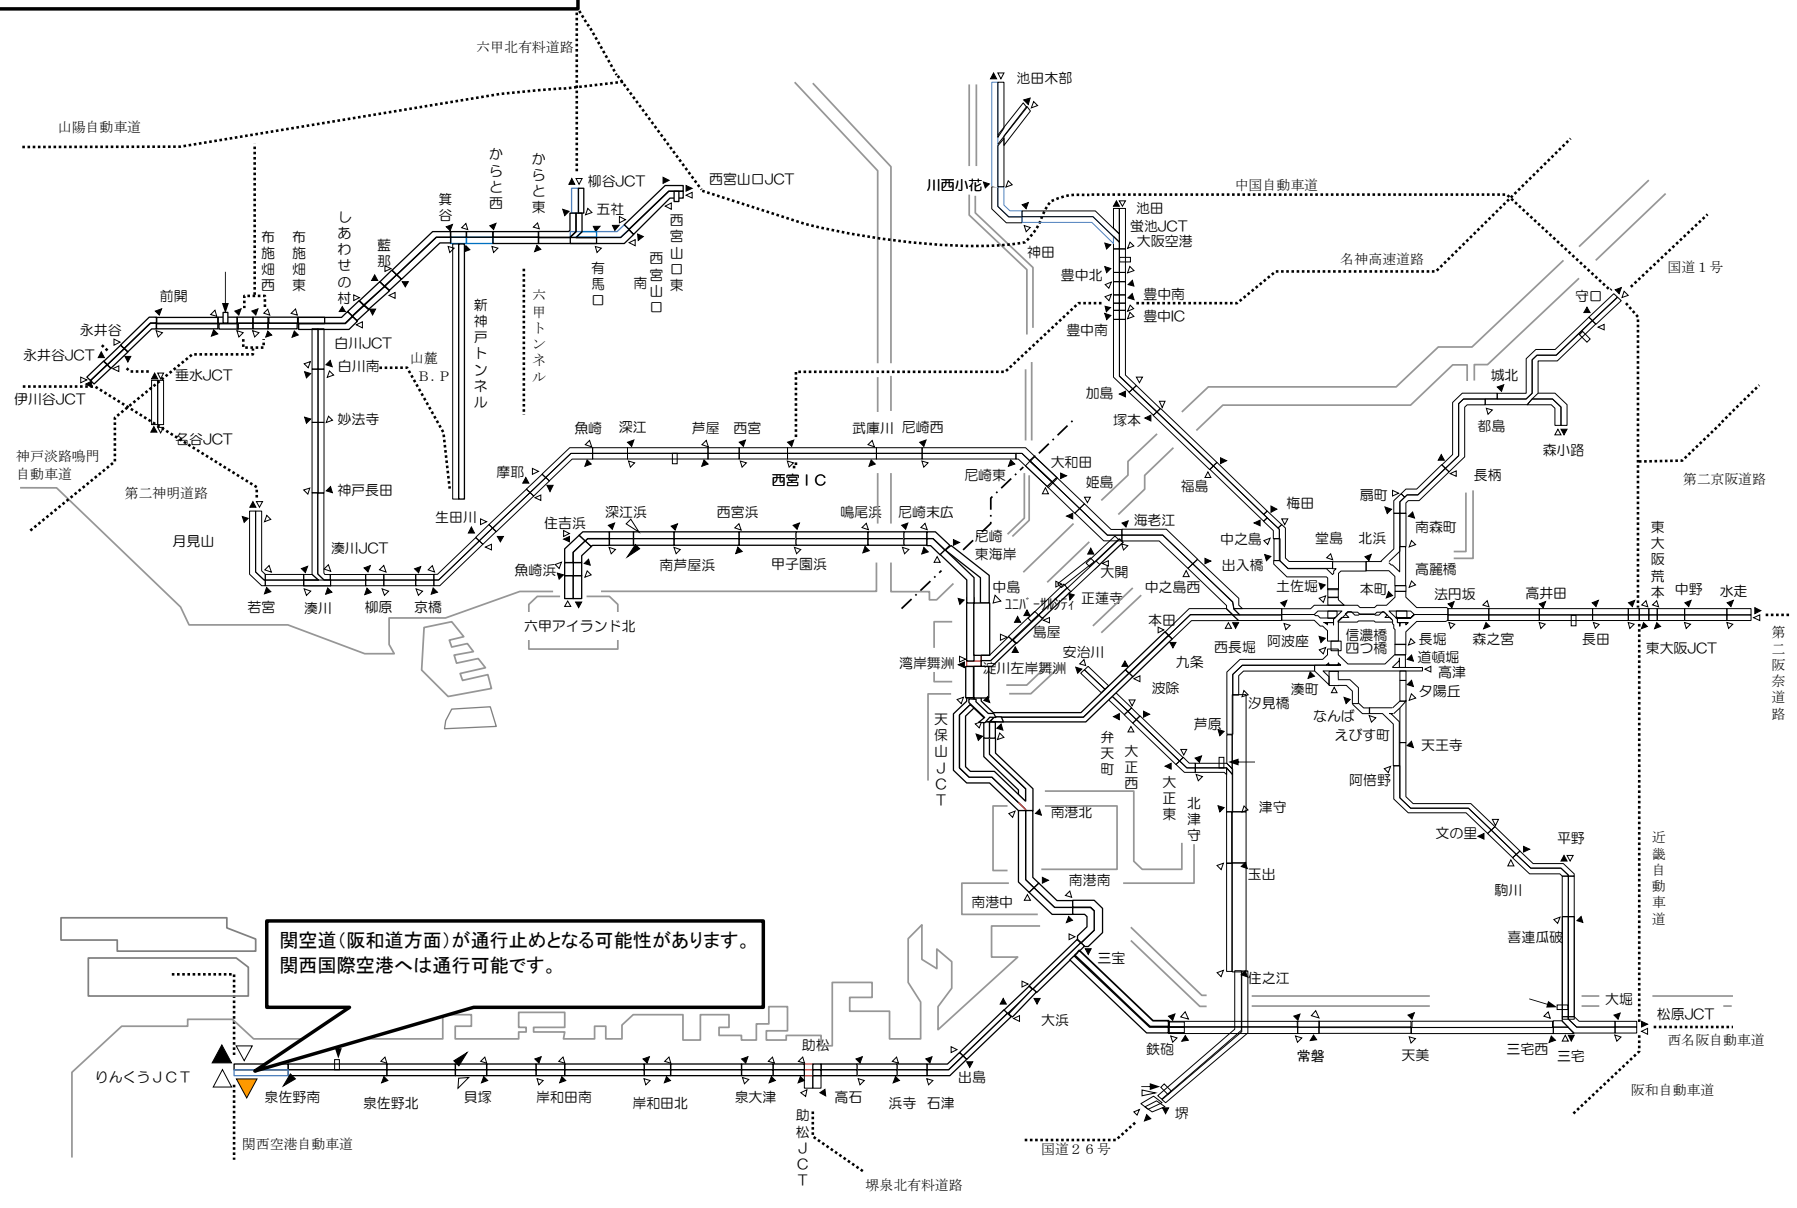 六甲北有料道路
山陽自動車道
池田木部
からと西
からと東
柳谷JCT
西宮山口JCT
川西小花
中国自動車道
箕谷
五社
池田
蛍池JCT
大阪空港
しあわせの村
藍那
西宮山口東
西宮山口南
神田
名神高速道路
国道１号
布施畑西
布施畑東
有馬口
豊中北
前開
新神戸トンネル
六甲トンネル
豊中南
豊中IC
守口
永井谷
豊中南
永井谷JCT
白川JCT
山麓
Ｂ．Ｐ
白川南
垂水JCT
城北
伊川谷JCT
加島
妙法寺
塚本
都島
魚崎
深江
芦屋
西宮
武庫川
尼崎西
名谷JCT
森小路
神戸淡路鳴門
自動車道
摩耶
尼崎東
大和田
西宮ＩＣ
姫島
福島
長柄
第二京阪道路
第二神明道路
神戸長田
扇町
梅田
生田川
住吉浜
深江浜
西宮浜
鳴尾浜
尼崎末広
海老江
南森町
東大阪荒本
月見山
尼崎
東海岸
中之島
堂島
北浜
湊川JCT
魚崎浜
南芦屋浜
甲子園浜
大開
出入橋
高麗橋
中島
中之島西
土佐堀
本町
法円坂
高井田
中野
水走
若宮
湊川
柳原
京橋
ﾕﾆﾊﾞｰｻﾙｼﾃｨ
正蓮寺
六アイランド北
島屋
本田
西長堀
阿波座
信濃橋
四つ橋
長堀
森之宮
長田
東大阪JCT
安治川
道頓堀
第二阪奈道路
湾岸舞洲
淀川左岸舞洲
九条
高津
波除
汐見橋
湊町
夕陽丘
天保山ＪＣＴ
芦原
なんば
えびす町
弁天町
大正西
天王寺
阿倍野
大正東
北津守
南港北
津守
文の里
平野
近畿自動車道
南港南
玉出
駒川
南港中
喜連瓜破
関空道（阪和道方面）が通行止めとなる可能性があります。
関西国際空港へは通行可能です。
三宝
住之江
大浜
大堀
松原JCT
西名阪自動車道
助松
鉄砲
常磐
天美
三宅西
三宅
りんくうＪＣＴ
出島
泉佐野南
泉佐野北
貝塚
岸和田南
岸和田北
泉大津
高石
浜寺
石津
阪和自動車道
堺
助松ＪＣＴ
関西空港自動車道
国道２６号
堺泉北有料道路